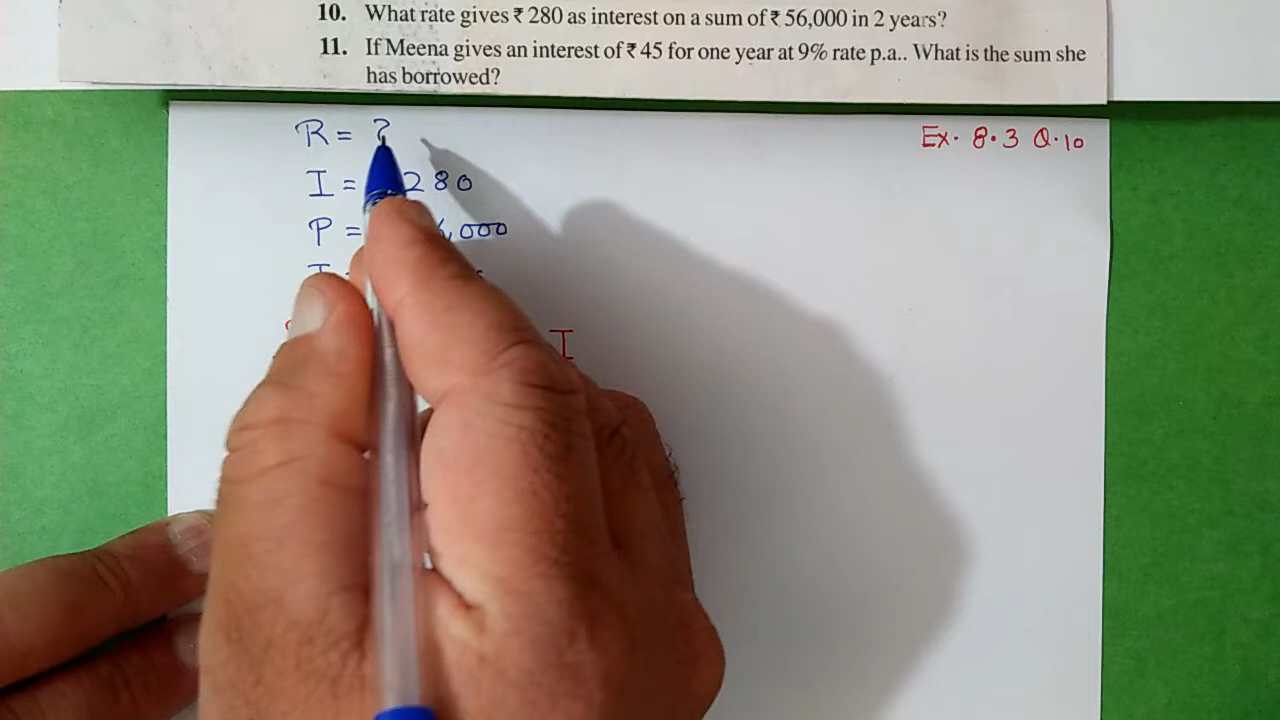 10. What rate gives ₹ 280 as interest on a sum of ₹ 56,000 in 2 years?
11. If Meena gives an interest of ₹ 45 for one year at 9% rate p.a.. What is the sum she
has borrowed?
Ex. 8.3 Q.10
R = ?
I = 280
P = ,000
I